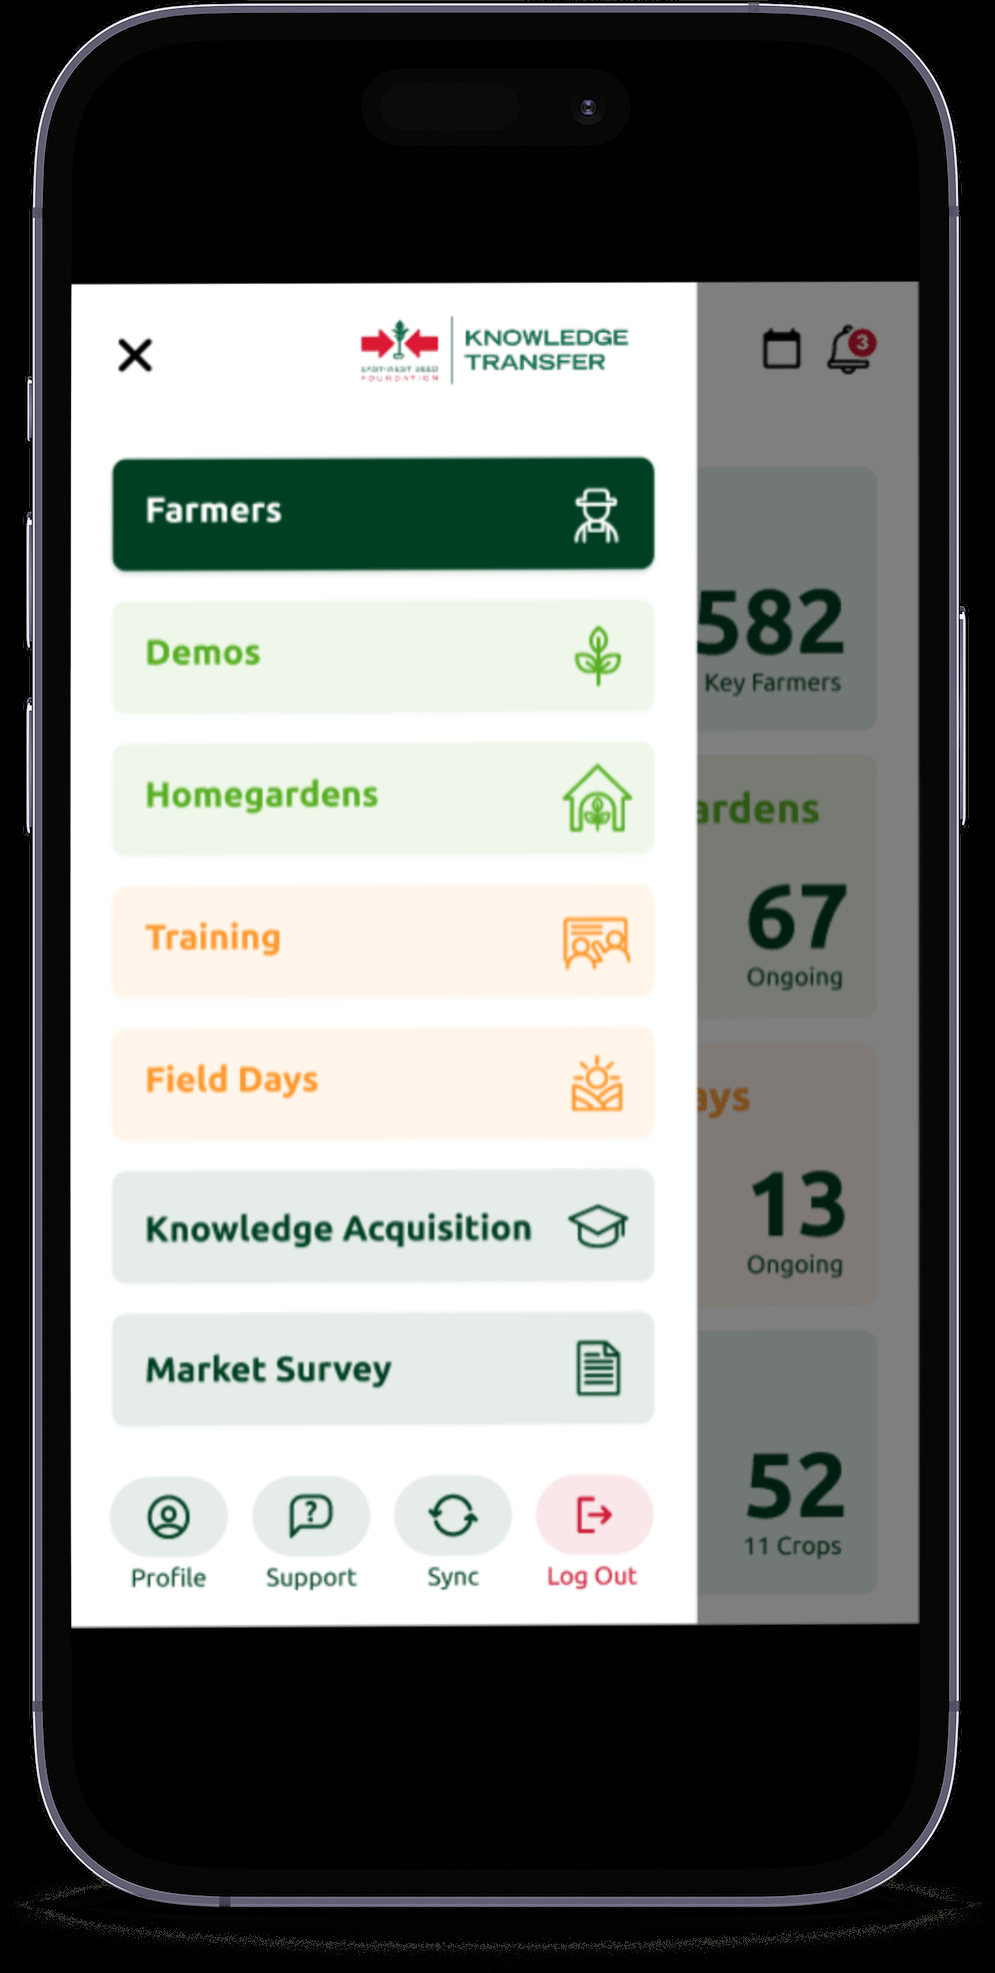 KNOWLEDGE
TRANSFER
EAST-WEST SEED
FOUNDATION
3
Farmers
Demos
Homegardens
Training
Field Days
Knowledge Acquisition
Market Survey
Profile
Support
Sync
Log Out
582
Key Farmers
ardens
67
Ongoing
ays
13
Ongoing
52
11 Crops